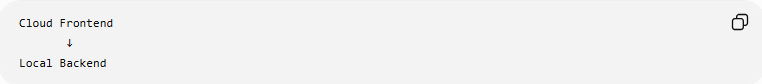 Cloud Frontend
↓
Local Backend